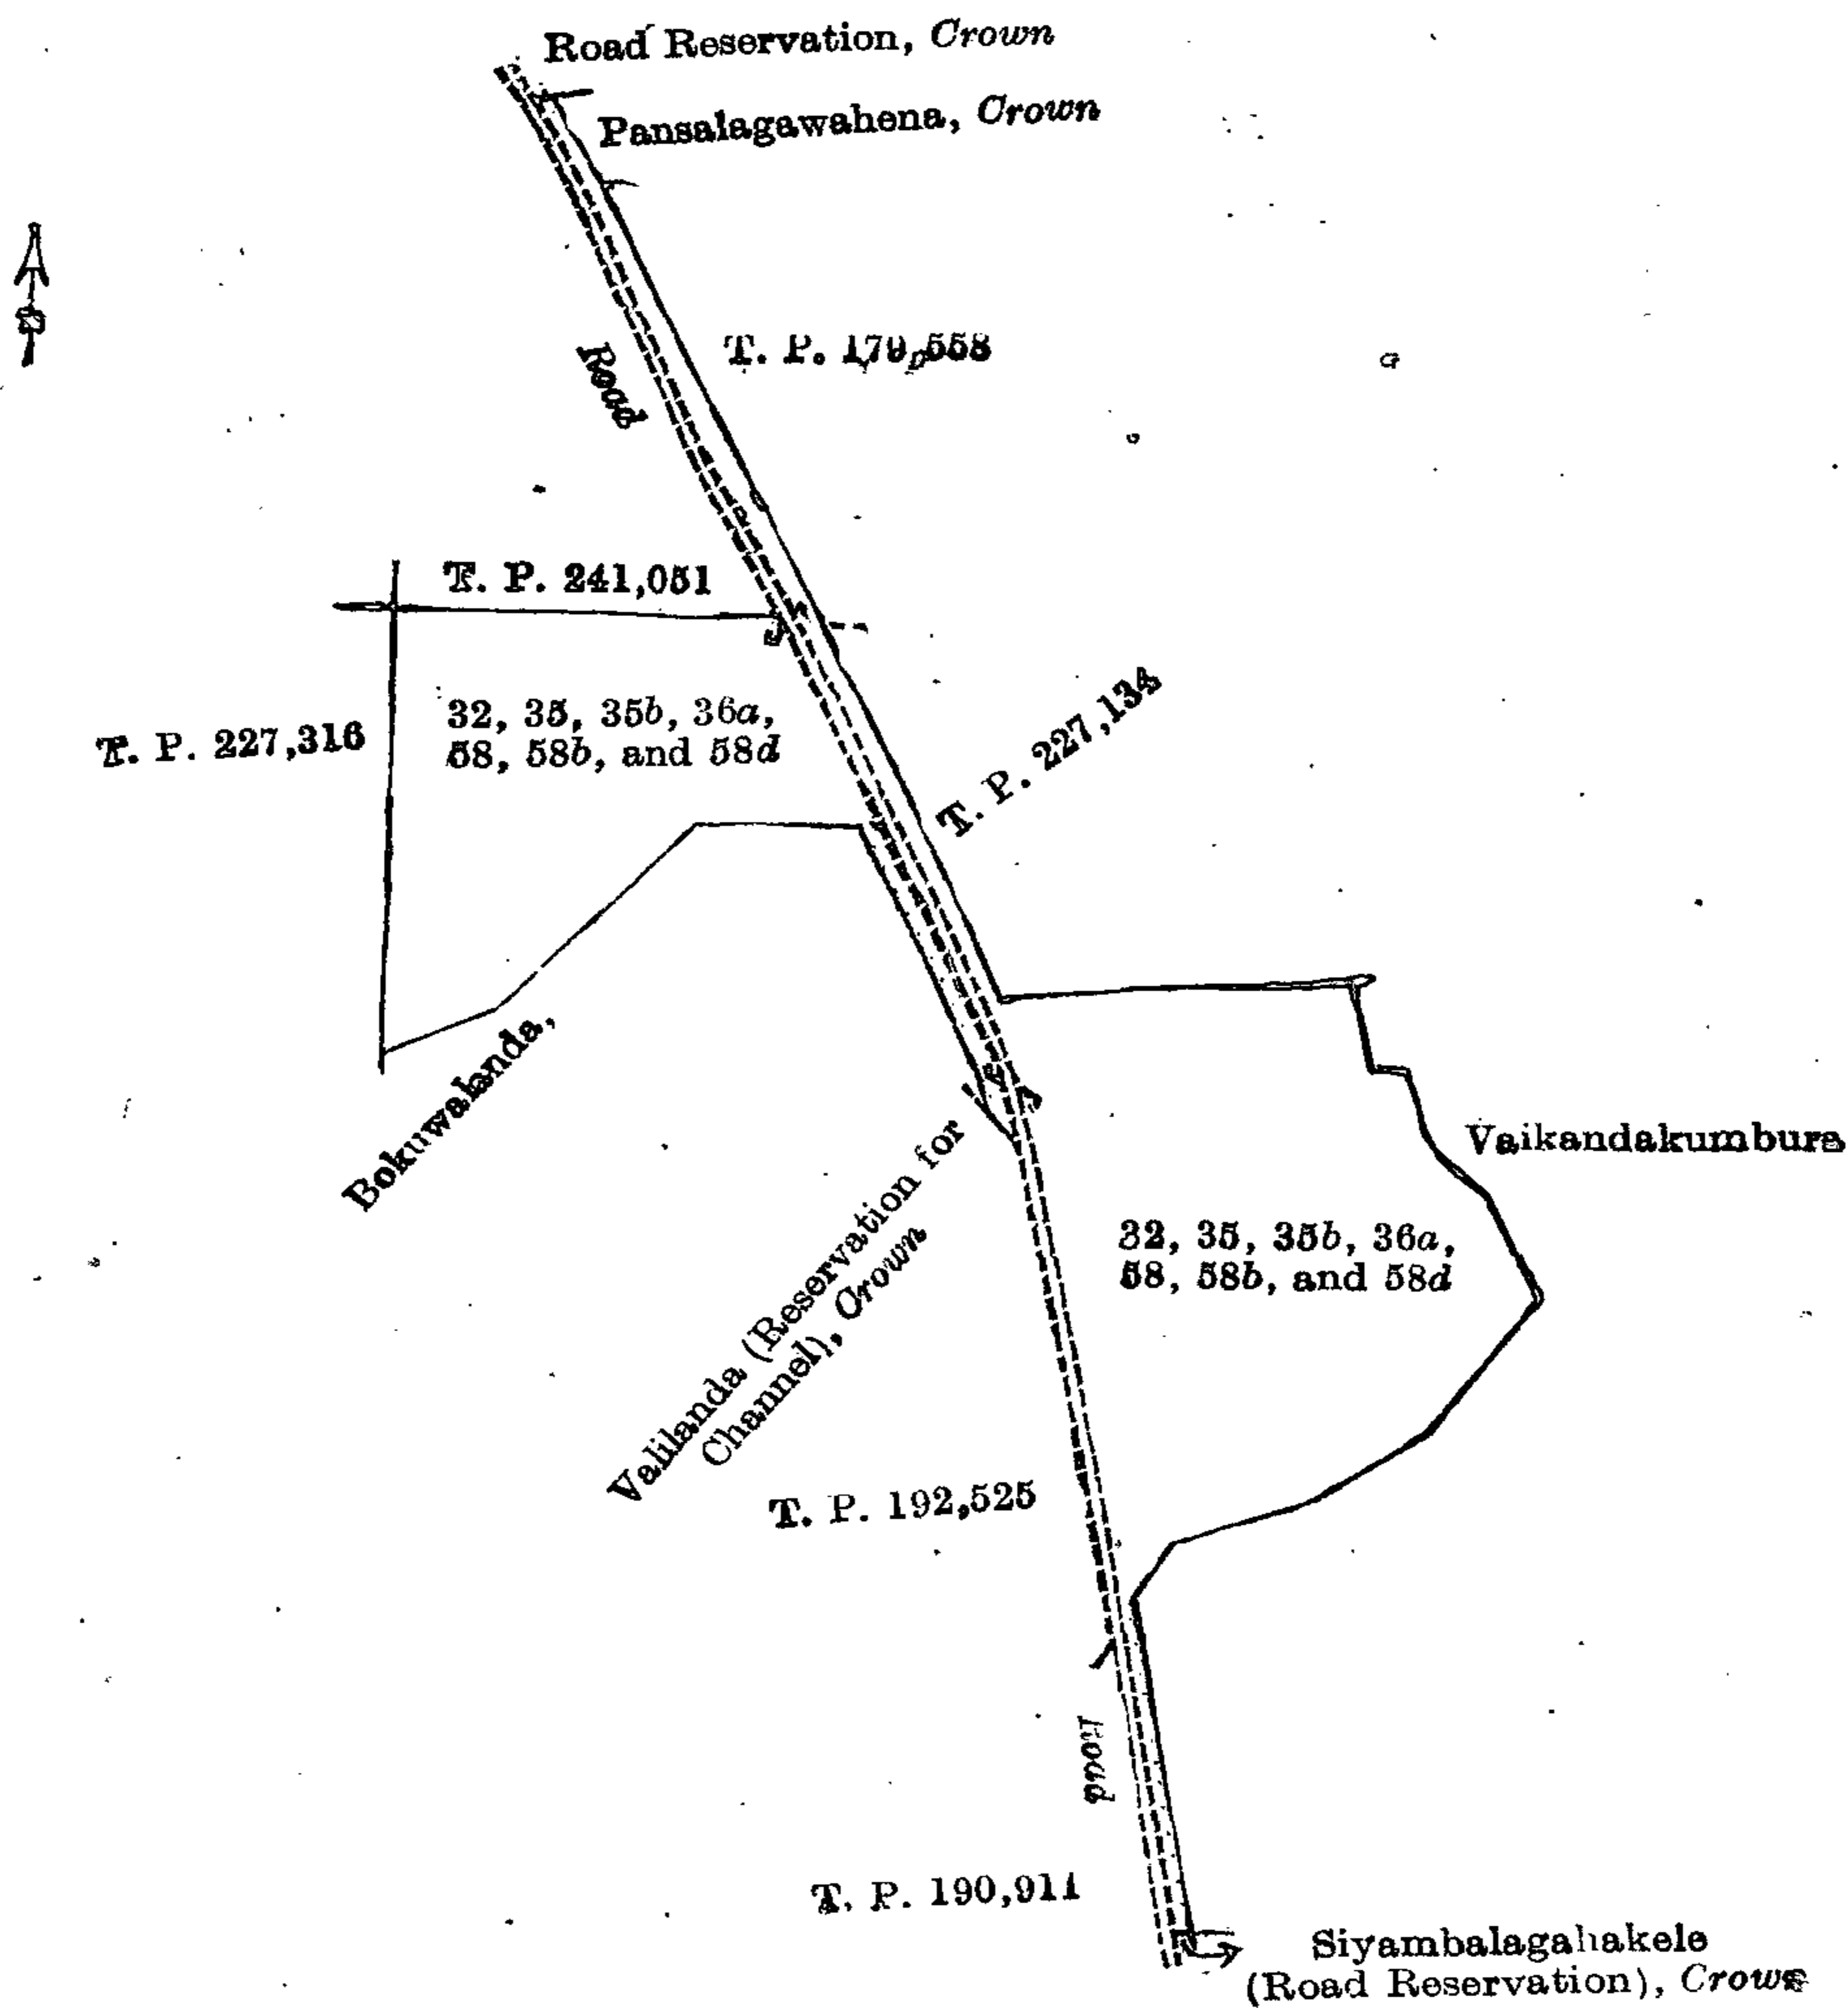 Road Reservation, Crown
Pansalagawahena, Crown
T. P. 179,558
Road
T. P. 241,051
32, 35, 35b, 36a,
58, 58b, and 58d
T. P. 227,316
T. P. 227,134
Bokuwalanda,
Vaikandakumbura
Valilanda (Reservation for
Channel), Crown
32, 35, 35b, 36a,
58, 58b, and 58d
T. P. 192,525
Road
T. P. 190,911
Siyambalagahakele
(Road Reservation), Crown